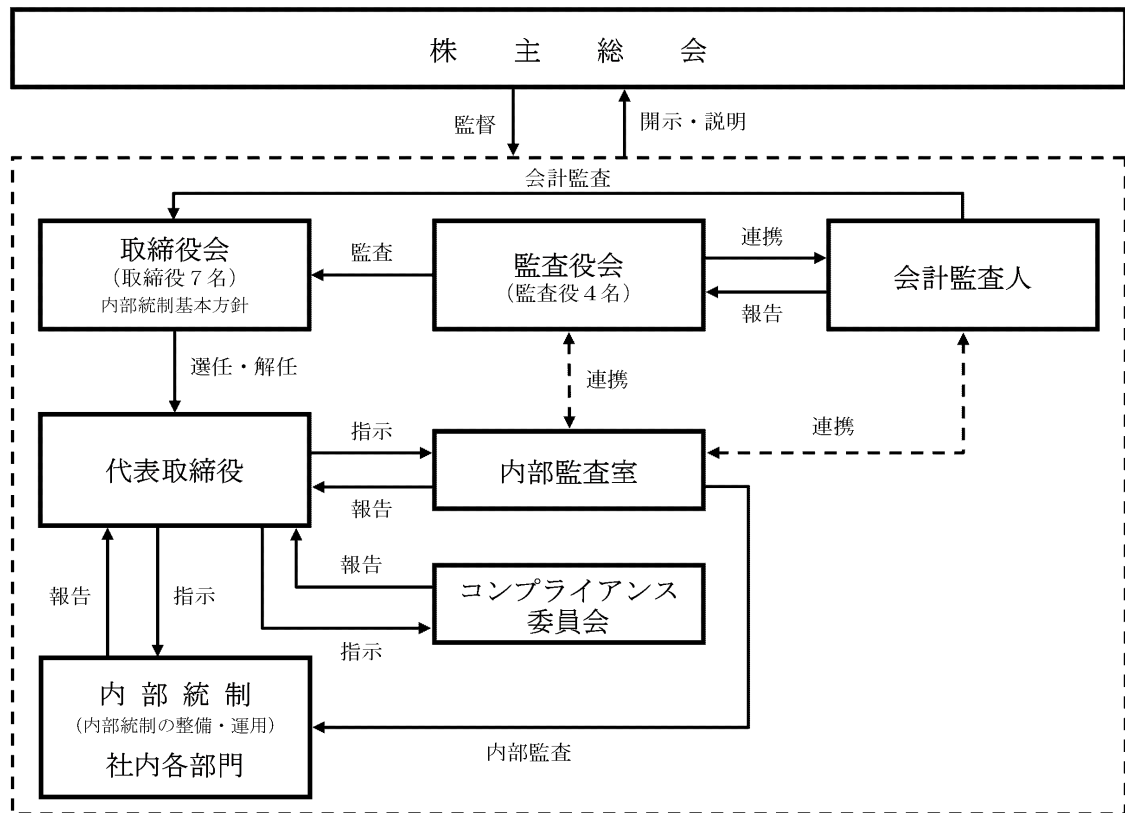 株主総会
監督
開示・説明
会計監査
取締役会
（取締役７名）
内部統制基本方針
監査
監査役会
（監査役４名）
連携
報告
会計監査人
選任・解任
連携
連携
代表取締役
指示
報告
内部監査室
報告
指示
報告
コンプライアンス
委員会
指示
内部統制
（内部統制の整備・運用）
社内各部門
内部監査